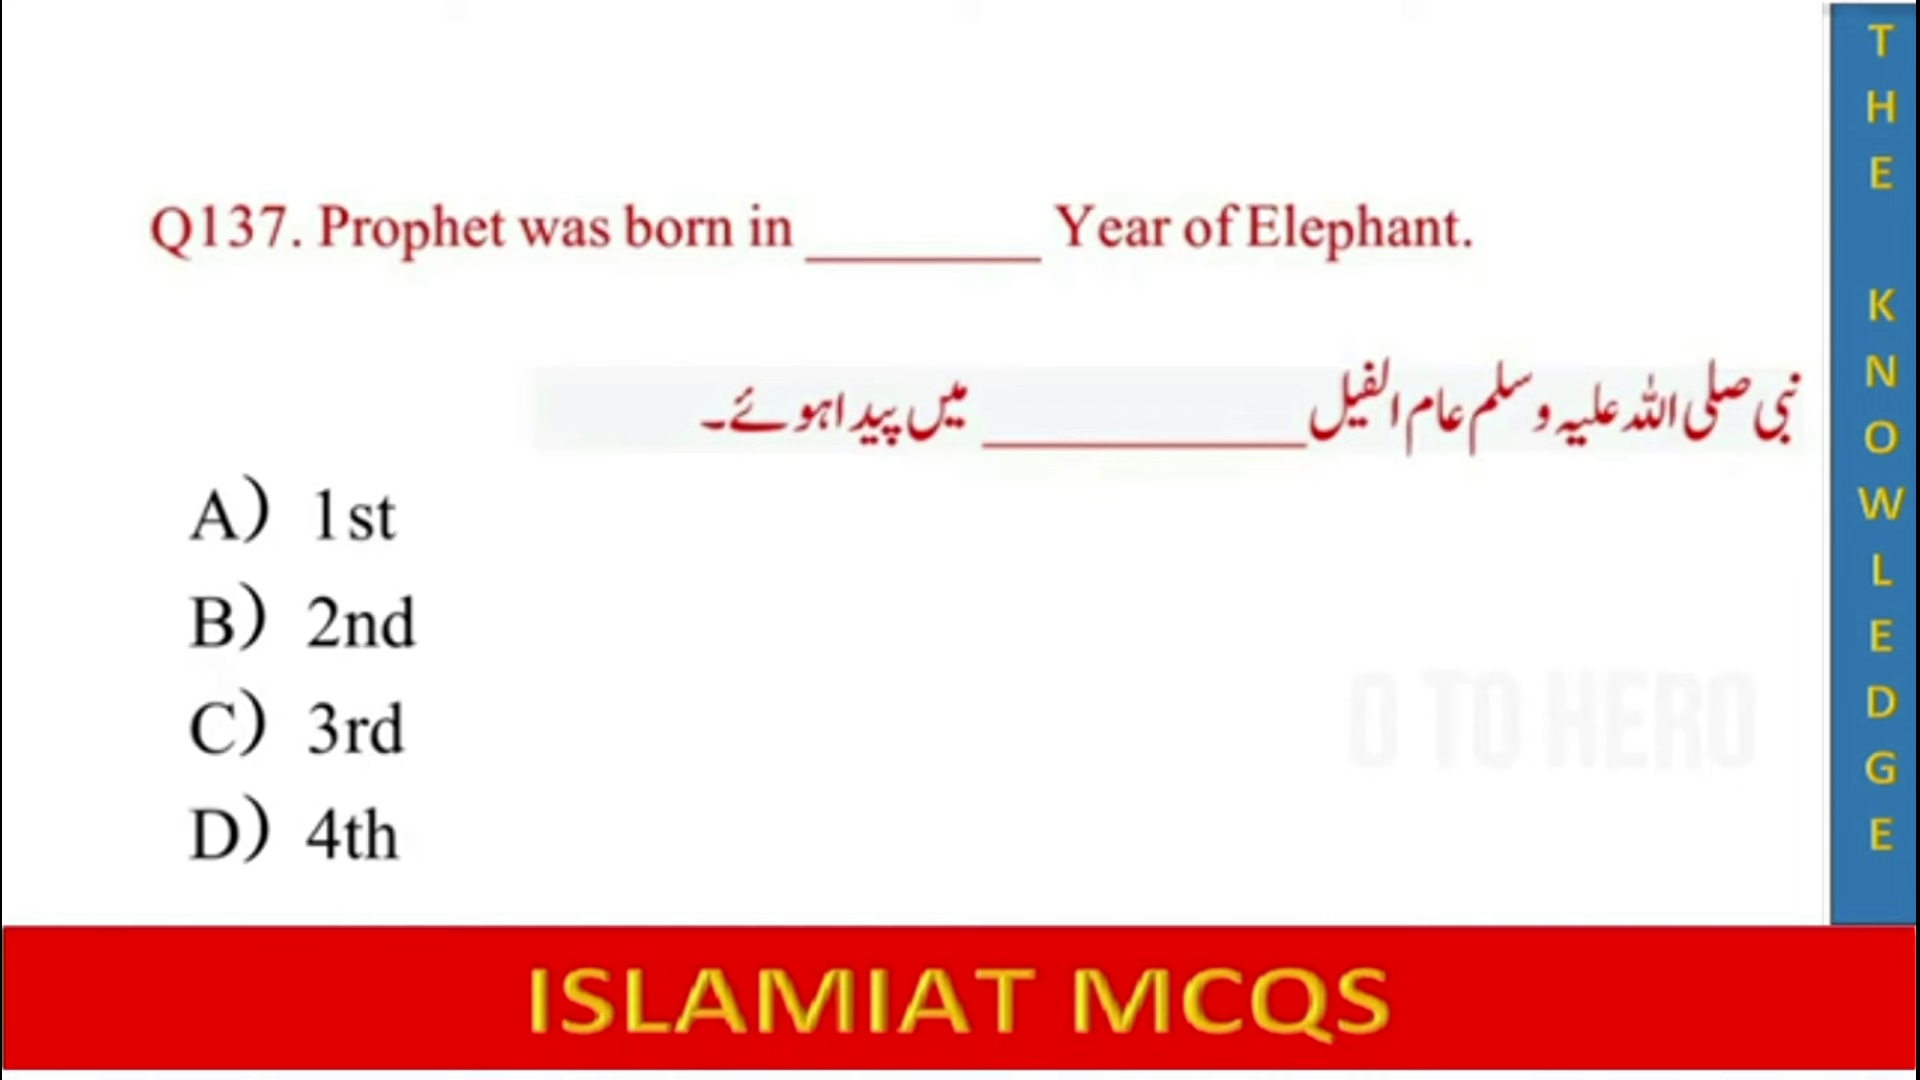 Q137. Prophet was born in ________ Year of Elephant.
نبی صلی اللہ علیہ وسلم عام الفیل ___________ میں پیدا ہوئے۔
A) 1st
B) 2nd
C) 3rd
D) 4th
0 TO HERO
THE KNOWLEDGE
ISLAMIAT MCQS